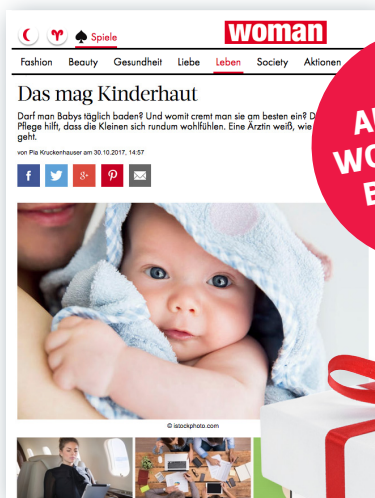 Spiele
woman
Fashion Beauty Gesundheit Liebe Leben Society Aktionen
Das mag Kinderhaut
Darf man Babys täglich baden? Und womit cremt man sie am besten ein?
Pflege hilft, dass die Kleinen sich rundum wohlfühlen. Eine Ärztin weiß, wie
geht.
von Pia Kruckenhauser am 30.10.2017, 14:57
© istockphoto.com